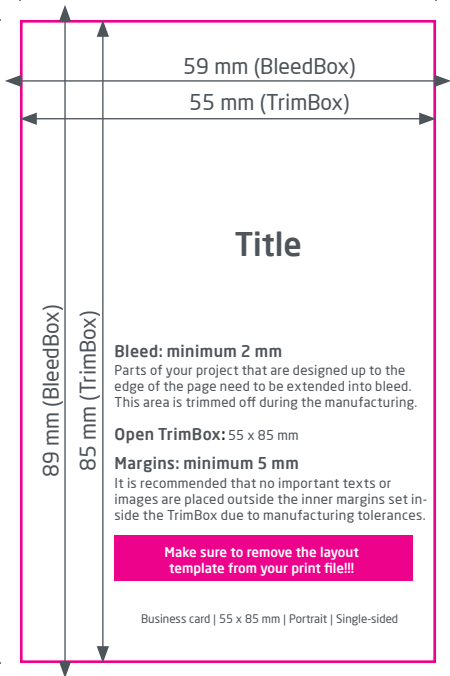 59 mm (BleedBox)
55 mm (TrimBox)
89 mm (BleedBox)
85 mm (TrimBox)
Title
Bleed: minimum 2 mm
Parts of your project that are designed up to the
edge of the page need to be extended into bleed.
This area is trimmed off during the manufacturing.
Open TrimBox: 55 x 85 mm
Margins: minimum 5 mm
It is recommended that no important texts or
images are placed outside the inner margins set in-
side the TrimBox due to manufacturing tolerances.
Make sure to remove the layout
template from your print file!!!
Business card | 55 x 85 mm | Portrait | Single-sided